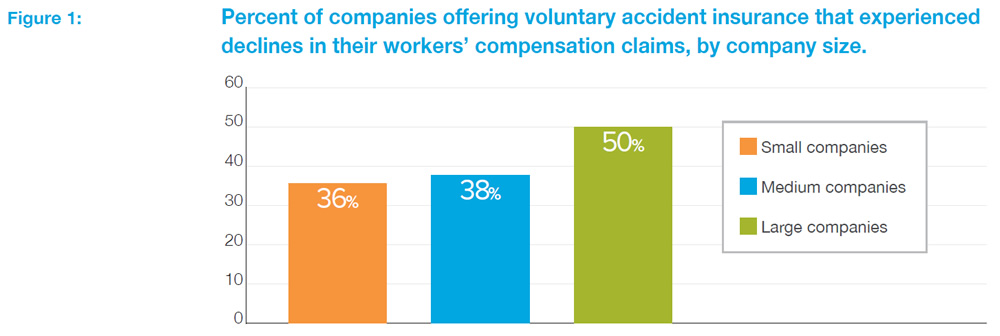 Figure 1:
Percent of companies offering voluntary accident insurance that experienced
declines in their workers’ compensation claims, by company size.
60
50
40
30
20
10
0
36%
38%
50%
Small companies
Medium companies
Large companies